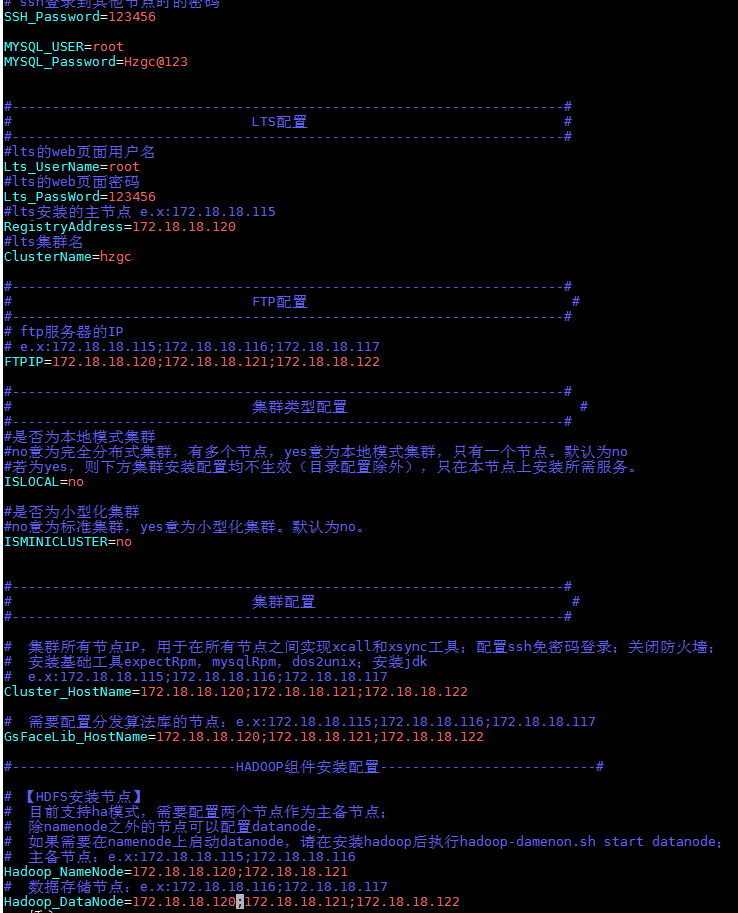 # ssh登录到其他节点时的密码
SSH_Password=123456
MYSQL_USER=root
MYSQL_Password=Hzgc@123
#---------------------------------------------------------------------#
# LTS配置 #
#---------------------------------------------------------------------#
#lts的web页面用户名
Lts_UserName=root
#lts的web页面密码
Lts_PassWord=123456
#lts安装的主节点 e.x:172.18.18.115
RegistryAddress=172.18.18.120
#lts集群名
ClusterName=hzgc
#---------------------------------------------------------------------#
# FTP配置 #
#---------------------------------------------------------------------#
# ftp服务器的IP
# e.x:172.18.18.115;172.18.18.116;172.18.18.117
FTPIP=172.18.18.120;172.18.18.121;172.18.18.122
#---------------------------------------------------------------------#
# 集群类型配置 #
#---------------------------------------------------------------------#
#是否为本地模式集群
#no意为完全分布式集群，有多个节点，yes意为本地模式集群，只有一个节点。默认为no
#若为yes，则下方集群安装配置均不生效（目录配置除外），只在本节点上安装所需服务。
ISLOCAL=no
#是否为小型化集群
#no意为标准集群，yes意为小型化集群。默认为no。
ISMINICLUSTER=no
#---------------------------------------------------------------------#
# 集群配置 #
#---------------------------------------------------------------------#
# 集群所有节点IP，用于在所有节点之间实现xcall和xsync工具；配置ssh免密码登录；关闭防火墙；
# 安装基础工具expectRpm，mysqlRpm，dos2unix；安装jdk
# e.x:172.18.18.115;172.18.18.116;172.18.18.117
Cluster_HostName=172.18.18.120;172.18.18.121;172.18.18.122
# 需要配置分发算法库的节点：e.x:172.18.18.115;172.18.18.116;172.18.18.117
GsFaceLib_HostName=172.18.18.120;172.18.18.121;172.18.18.122
#----------------------------HADOOP组件安装配置---------------------------#
# 【HDFS安装节点】
# 目前支持ha模式，需要配置两个节点作为主备节点；
# 除namenode之外的节点可以配置datanode，
# 如果需要在namenode上启动datanode，请在安装hadoop后执行hadoop-damenon.sh start datanode；
# 主备节点：e.x:172.18.18.115;172.18.18.116
Hadoop_NameNode=172.18.18.120;172.18.18.121
# 数据存储节点：e.x:172.18.18.116;172.18.18.117
Hadoop_DataNode=172.18.18.120;172.18.18.121;172.18.18.122